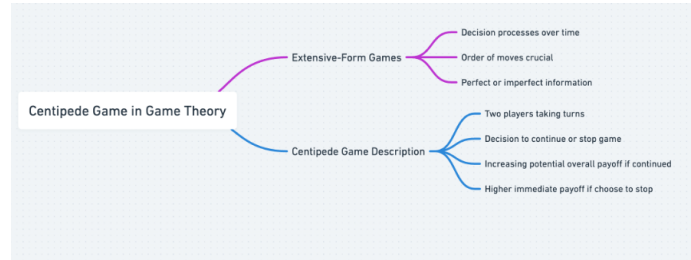 Centipede Game in Game Theory
Extensive-Form Games
Decision processes over time
Order of moves crucial
Perfect or imperfect information
Centipede Game Description
Two players taking turns
Decision to continue or stop game
Increasing potential overall payoff if continued
Higher immediate payoff if choose to stop